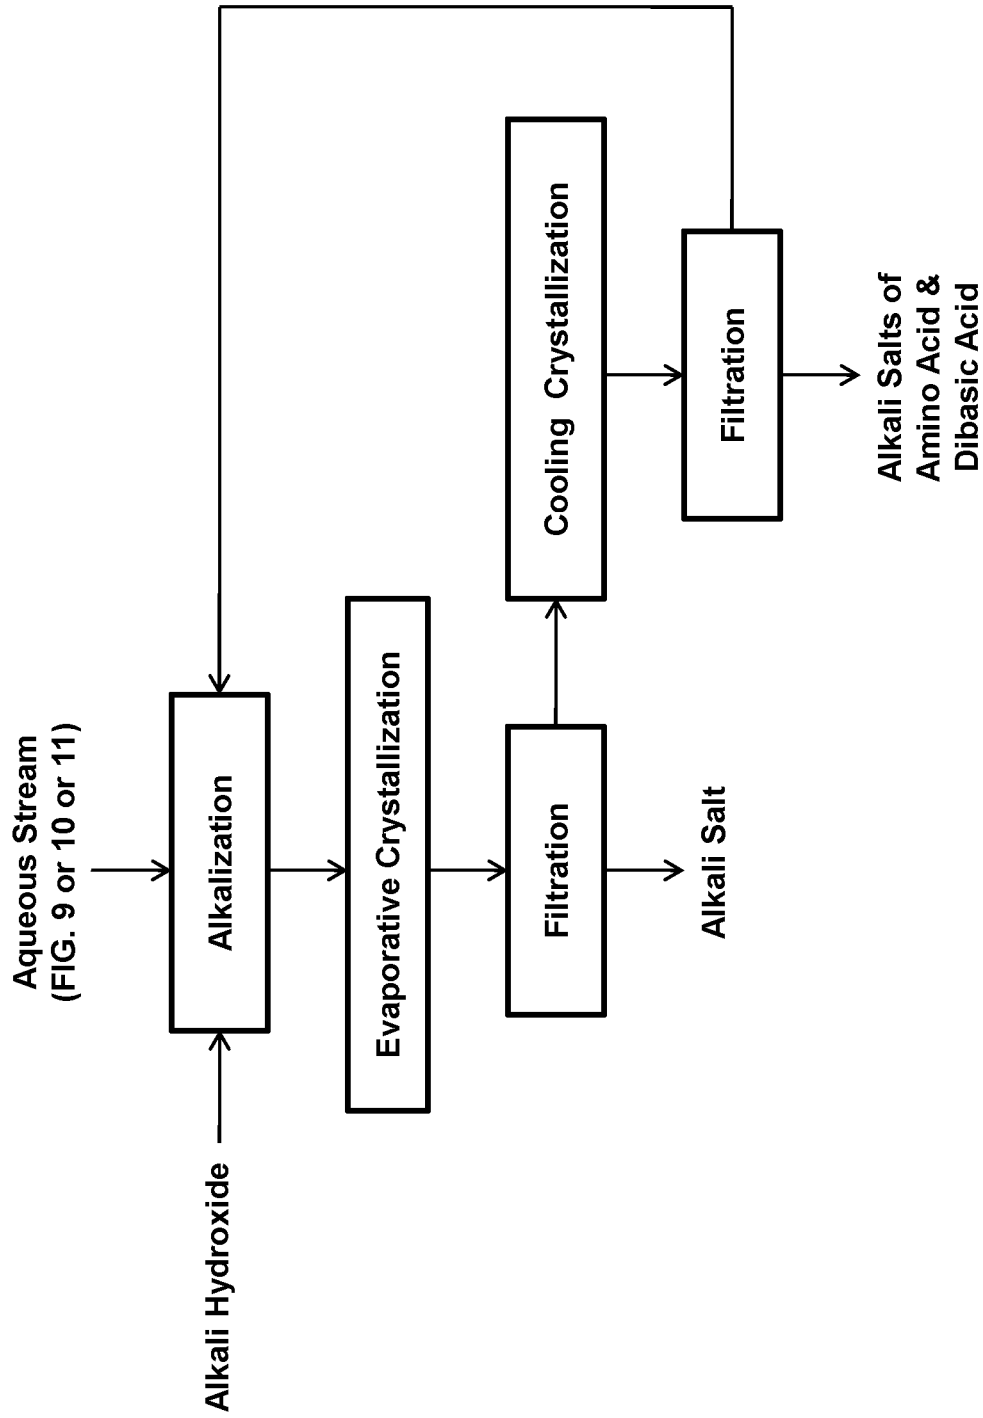 Aqueous Stream
(FIG. 9 or 10 or 11)
Alkali Hydroxide
Alkalization
Evaporative Crystallization
Filtration
Cooling Crystallization
Alkali Salt
Filtration
Alkali Salts of
Amino Acid &
Dibasic Acid